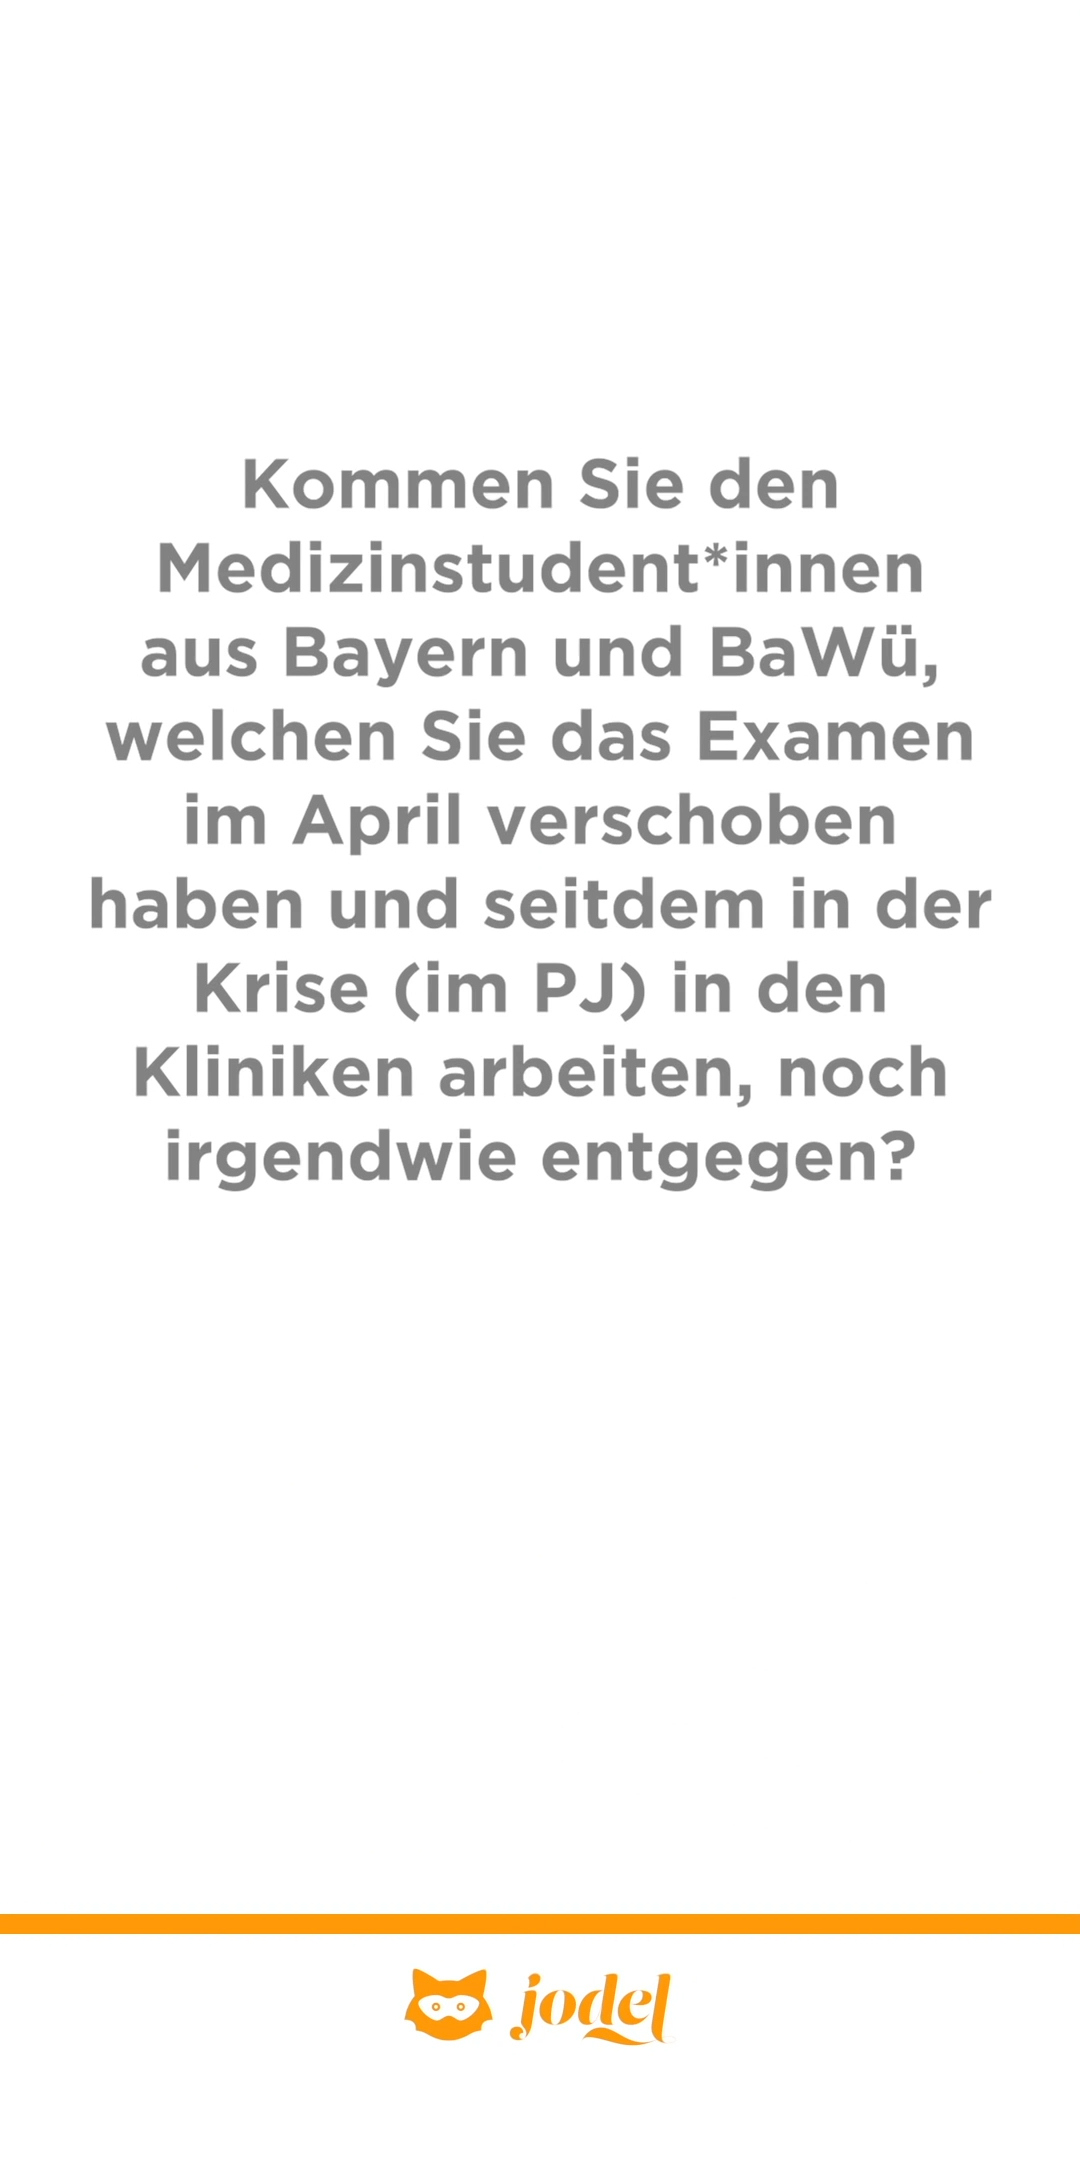 Kommen Sie den
Medizinstudent*innen
aus Bayern und BaWü,
welchen Sie das Examen
im April verschoben
haben und seitdem in der
Krise (im PJ) in den
Kliniken arbeiten, noch
irgendwie entgegen?
jodel